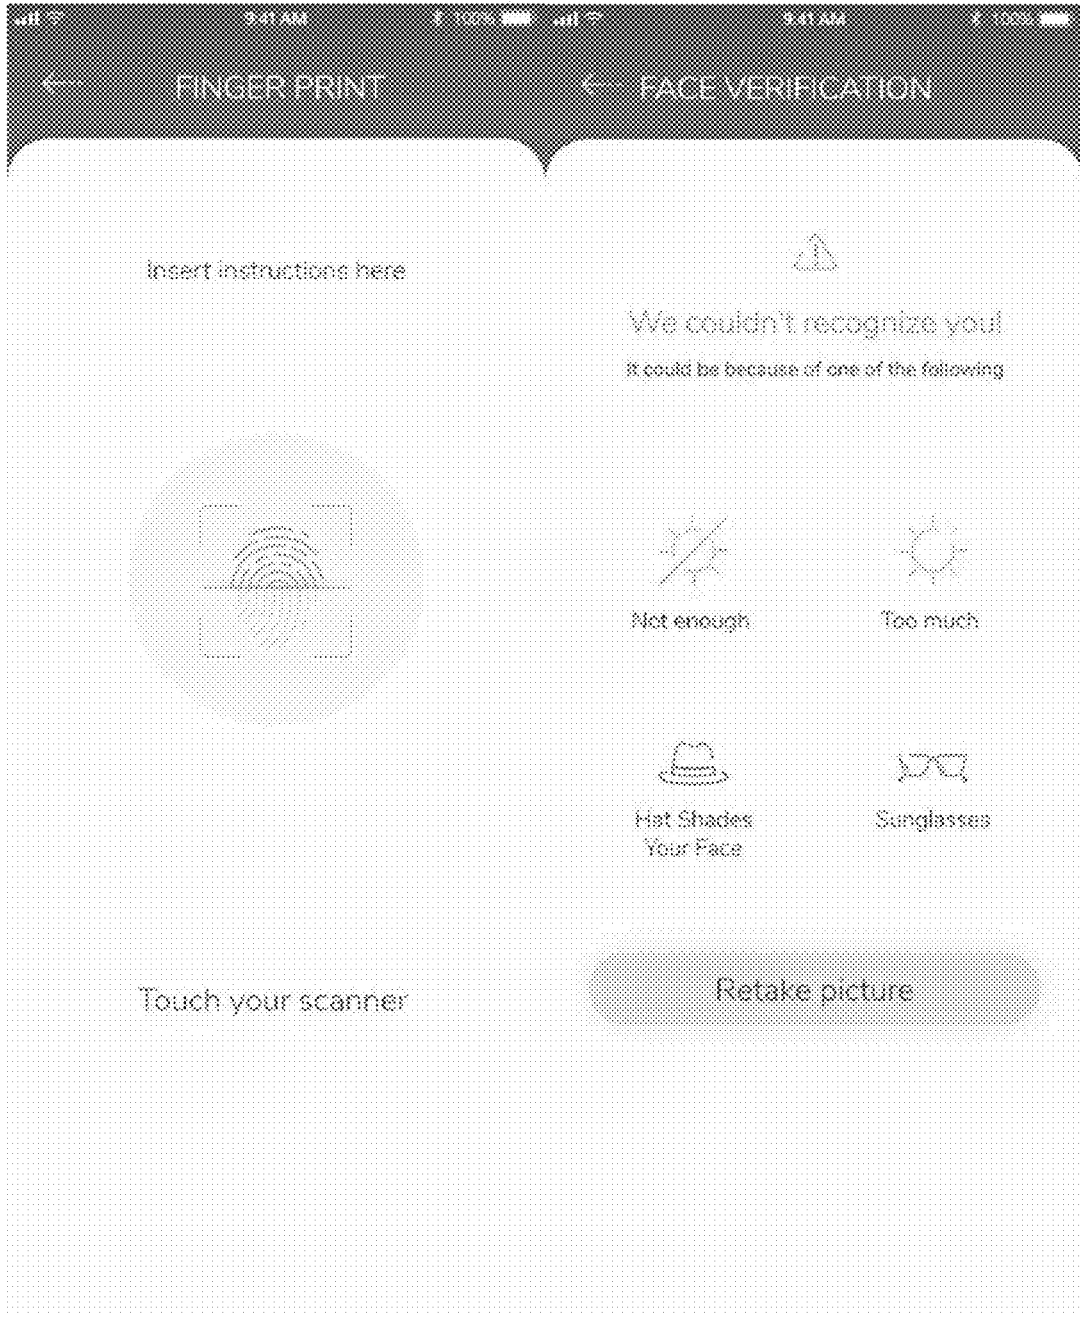 9:41 AM
100%
FINGER PRINT
Insert instructions here
Touch your scanner
9:41 AM
100%
FACE VERIFICATION
We couldn't recognize you!
It could be because of one of the following
Not enough
Too much
Hat Shades
Your Face
Sunglasses
Retake picture